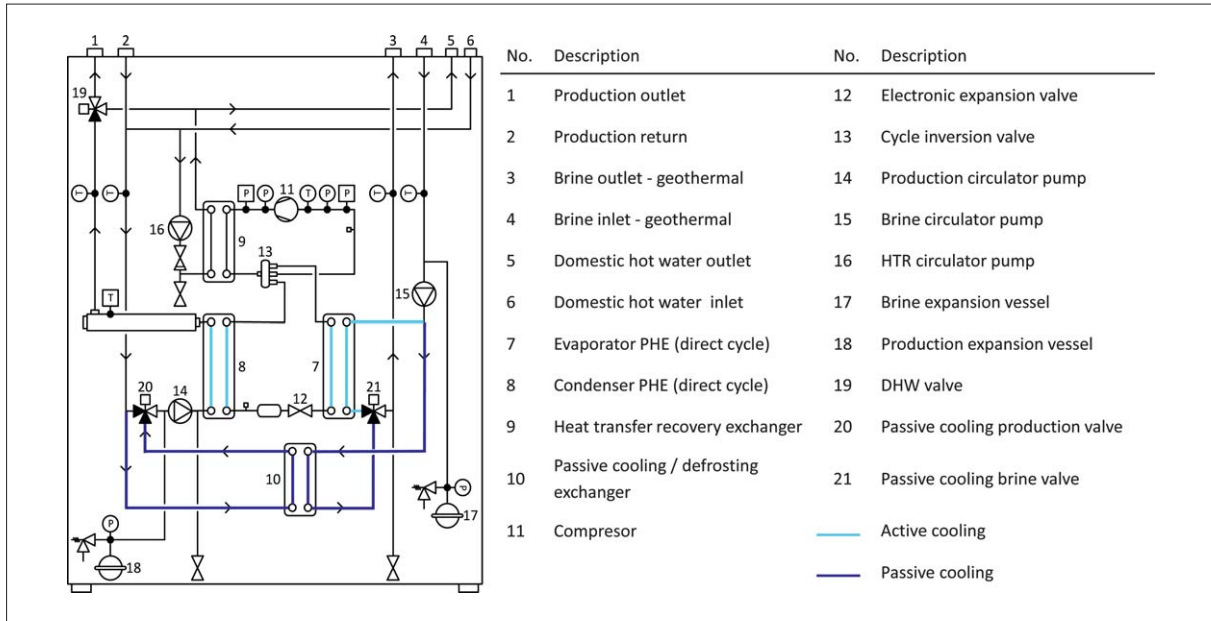 1 2 3 4 5 6
19
T T T T
P P 11 T P P
16
9
13
15
T
8 7
20 14 12 21
10
P
17
P
18
No. Description No. Description
1 Production outlet 12 Electronic expansion valve
2 Production return 13 Cycle inversion valve
3 Brine outlet - geothermal 14 Production circulator pump
4 Brine inlet - geothermal 15 Brine circulator pump
5 Domestic hot water outlet 16 HTR circulator pump
6 Domestic hot water inlet 17 Brine expansion vessel
7 Evaporator PHE (direct cycle) 18 Production expansion vessel
8 Condenser PHE (direct cycle) 19 DHW valve
9 Heat transfer recovery exchanger 20 Passive cooling production valve
10 Passive cooling / defrosting 21 Passive cooling brine valve
exchanger
11 Compresor Active cooling
Passive cooling